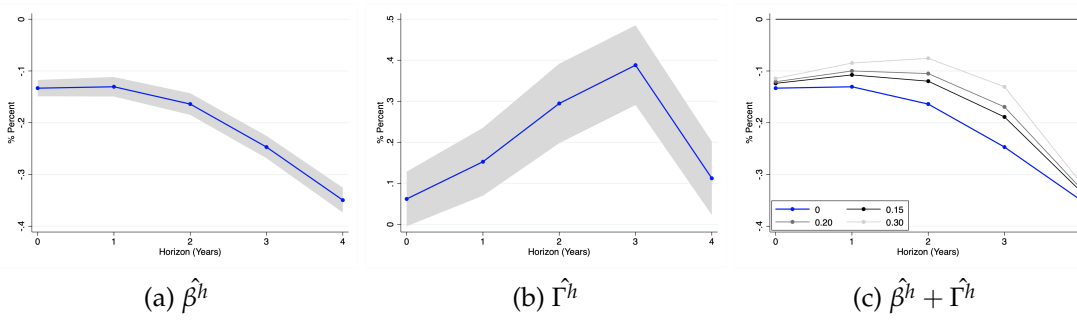 0
-.1
-.2
-.3
-.4
% Percent
0 1 2 3 4
Horizon (Years)
.5
.4
.3
.2
.1
0
% Percent
0 1 2 3 4
Horizon (Years)
0
-.1
-.2
-.3
-.4
% Percent
0 0.15
0.20 0.30
0 1 2 3
Horizon (Years)
(a) β̂^h
(b) Γ̂^h
(c) β̂^h + Γ̂^h